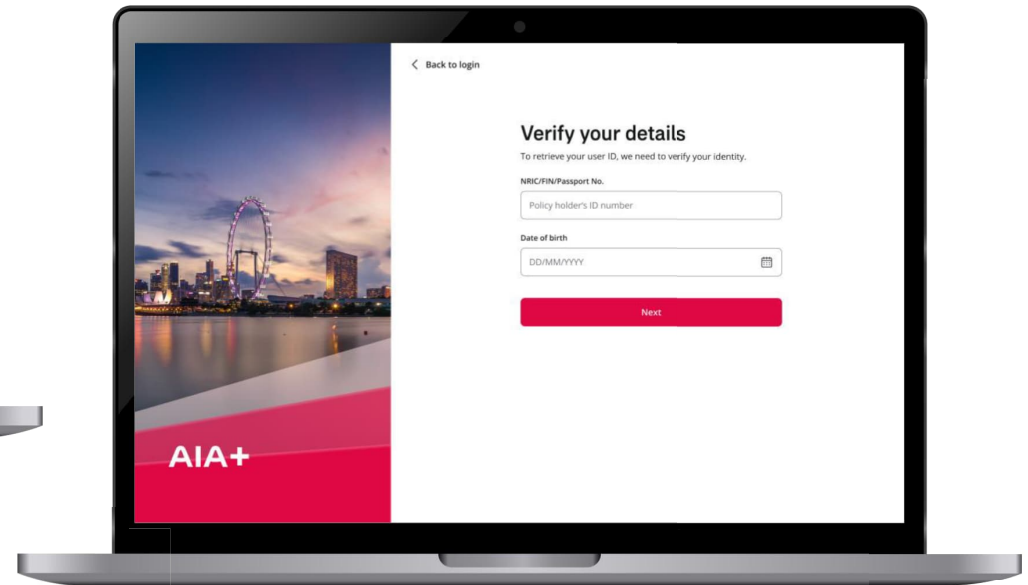 Back to login
Verify your details
To retrieve your user ID, we need to verify your identity.
NRIC/FIN/Passport No.
Policy holder's ID number
Date of birth
DD/MM/YYYY
Next
AIA+